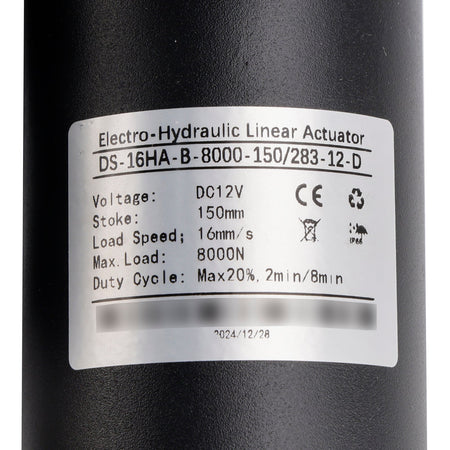 Electro-Hydraulic Linear Actuator
DS-16HA-B-8000-150/283-12-D
Voltage: DC12V
Stoke: 150mm
Load Speed; 16mm/s
Max.Load: 8000N
Duty Cycle: Max20%,2min/8min
CE
IP66
2024/12/28